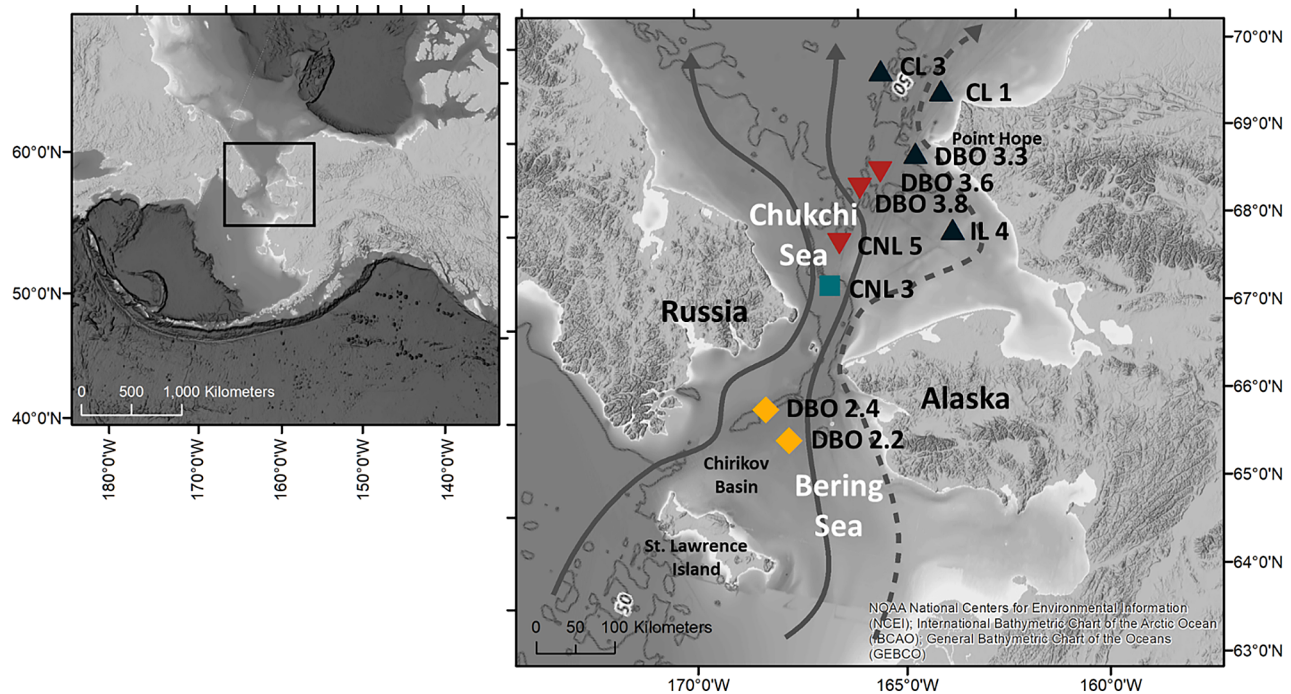 60°0'N
50°0'N
40°0'N
0 500 1,000 Kilometers
180°0'W
170°0'W
160°0'W
150°0'W
140°0'W
70°0'N
69°0'N
68°0'N
67°0'N
66°0'N
65°0'N
64°0'N
63°0'N
CL 3
50
CL 1
Point Hope
DBO 3.3
DBO 3.6
DBO 3.8
Chukchi
Sea
IL 4
CNL 5
CNL 3
Russia
Alaska
DBO 2.4
DBO 2.2
Chirikov
Basin
Bering
Sea
St. Lawrence
Island
50
0 50 100 Kilometers
NOAA National Centers for Environmental Information
(NCEI); International Bathymetric Chart of the Arctic Ocean
(IBCAO); General Bathymetric Chart of the Oceans
(GEBCO)
170°0'W
165°0'W
160°0'W